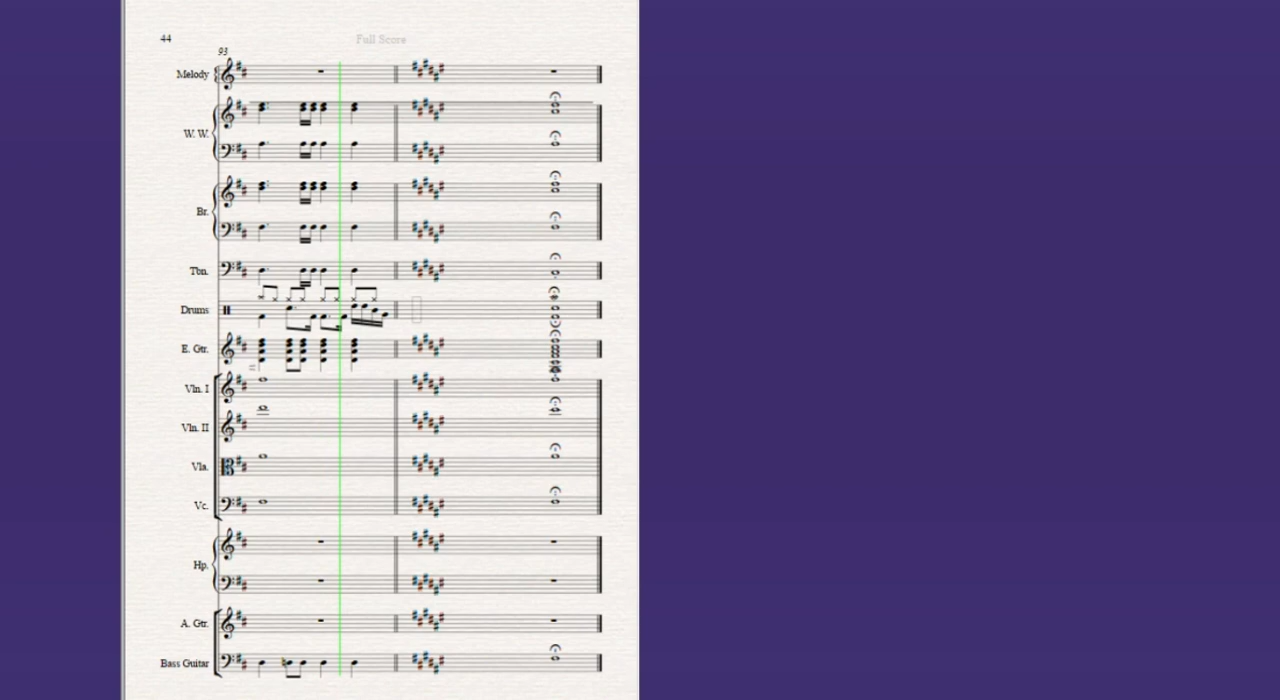 44
Full Score
93
Melody
W. W.
Br.
Tbn.
Drums
E. Gtr.
Vln. I
Vln. II
Vla.
Vc.
Hp.
A. Gtr.
Bass Guitar